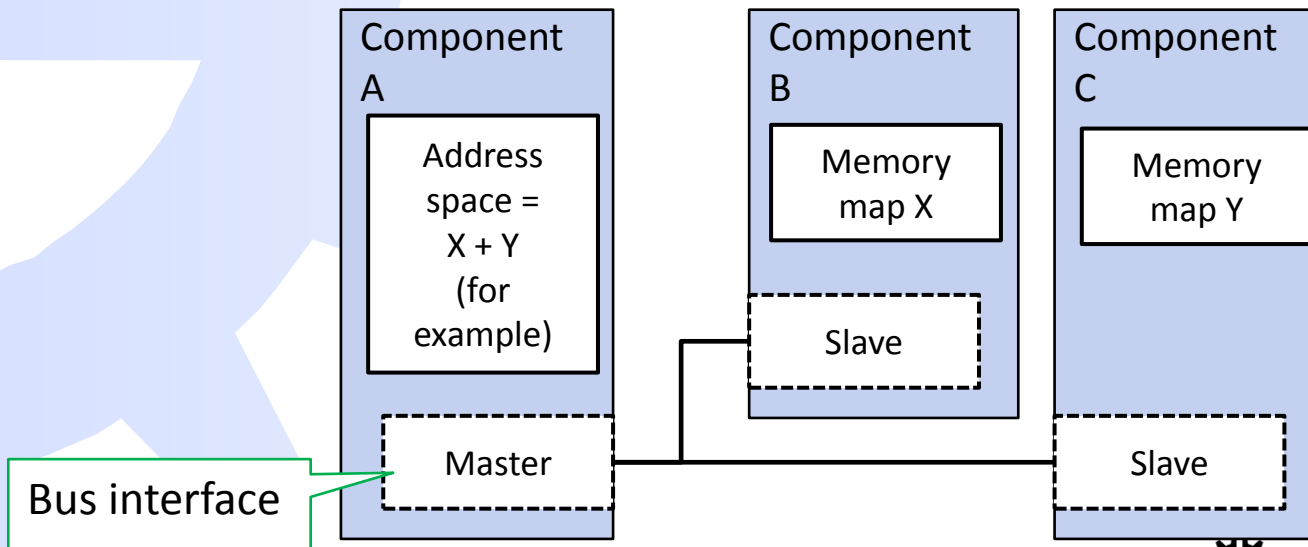 Component
A
Address
space =
X + Y
(for
example)
Master
Bus interface
Component
B
Memory
map X
Slave
Component
C
Memory
map Y
Slave